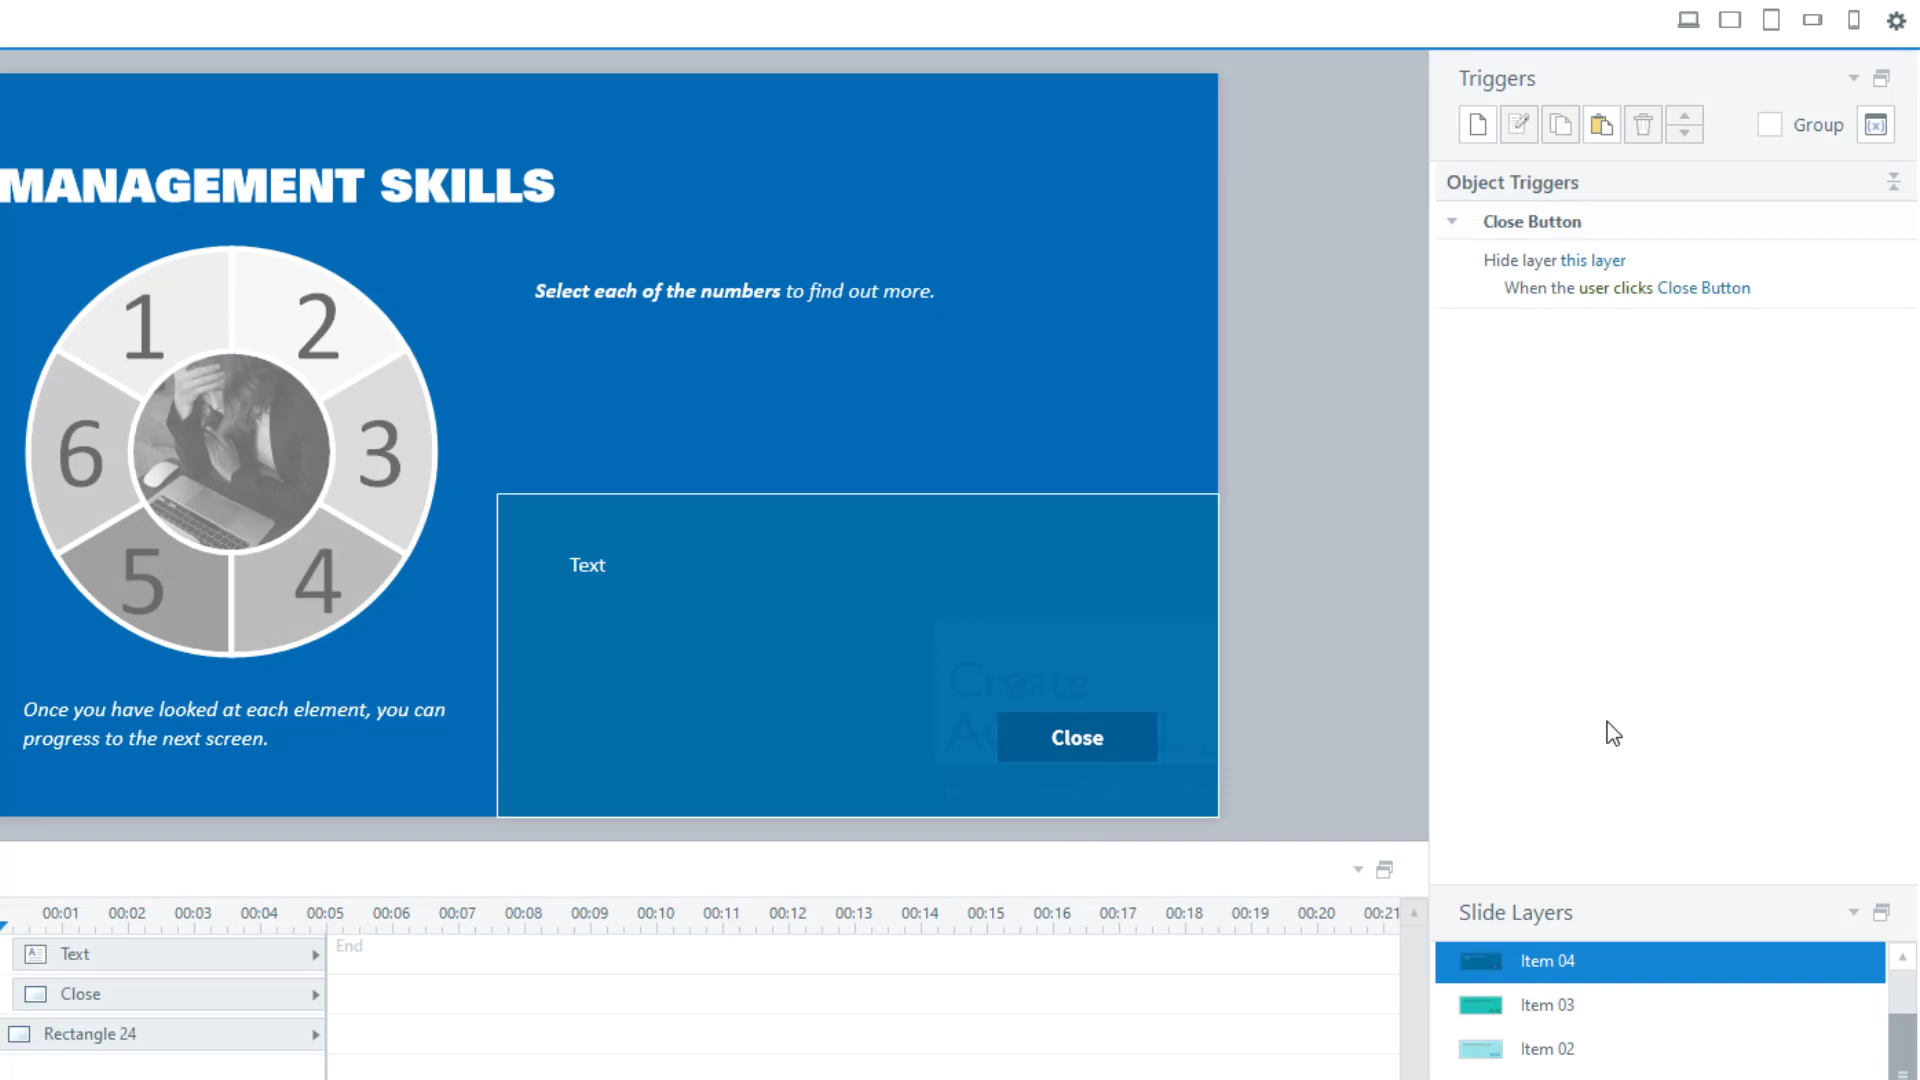 Triggers
Group
Object Triggers
Close Button
Hide layer this layer
When the user clicks Close Button
MANAGEMENT SKILLS
Select each of the numbers to find out more.
1
2
3
4
5
6
Once you have looked at each element, you can
progress to the next screen.
Text
Create
Close
00:01 00:02 00:03 00:04 00:05 00:06 00:07 00:08 00:09 00:10 00:11 00:12 00:13 00:14 00:15 00:16 00:17 00:18 00:19 00:20 00:21
End
Text
Close
Rectangle 24
Slide Layers
Item 04
Item 03
Item 02